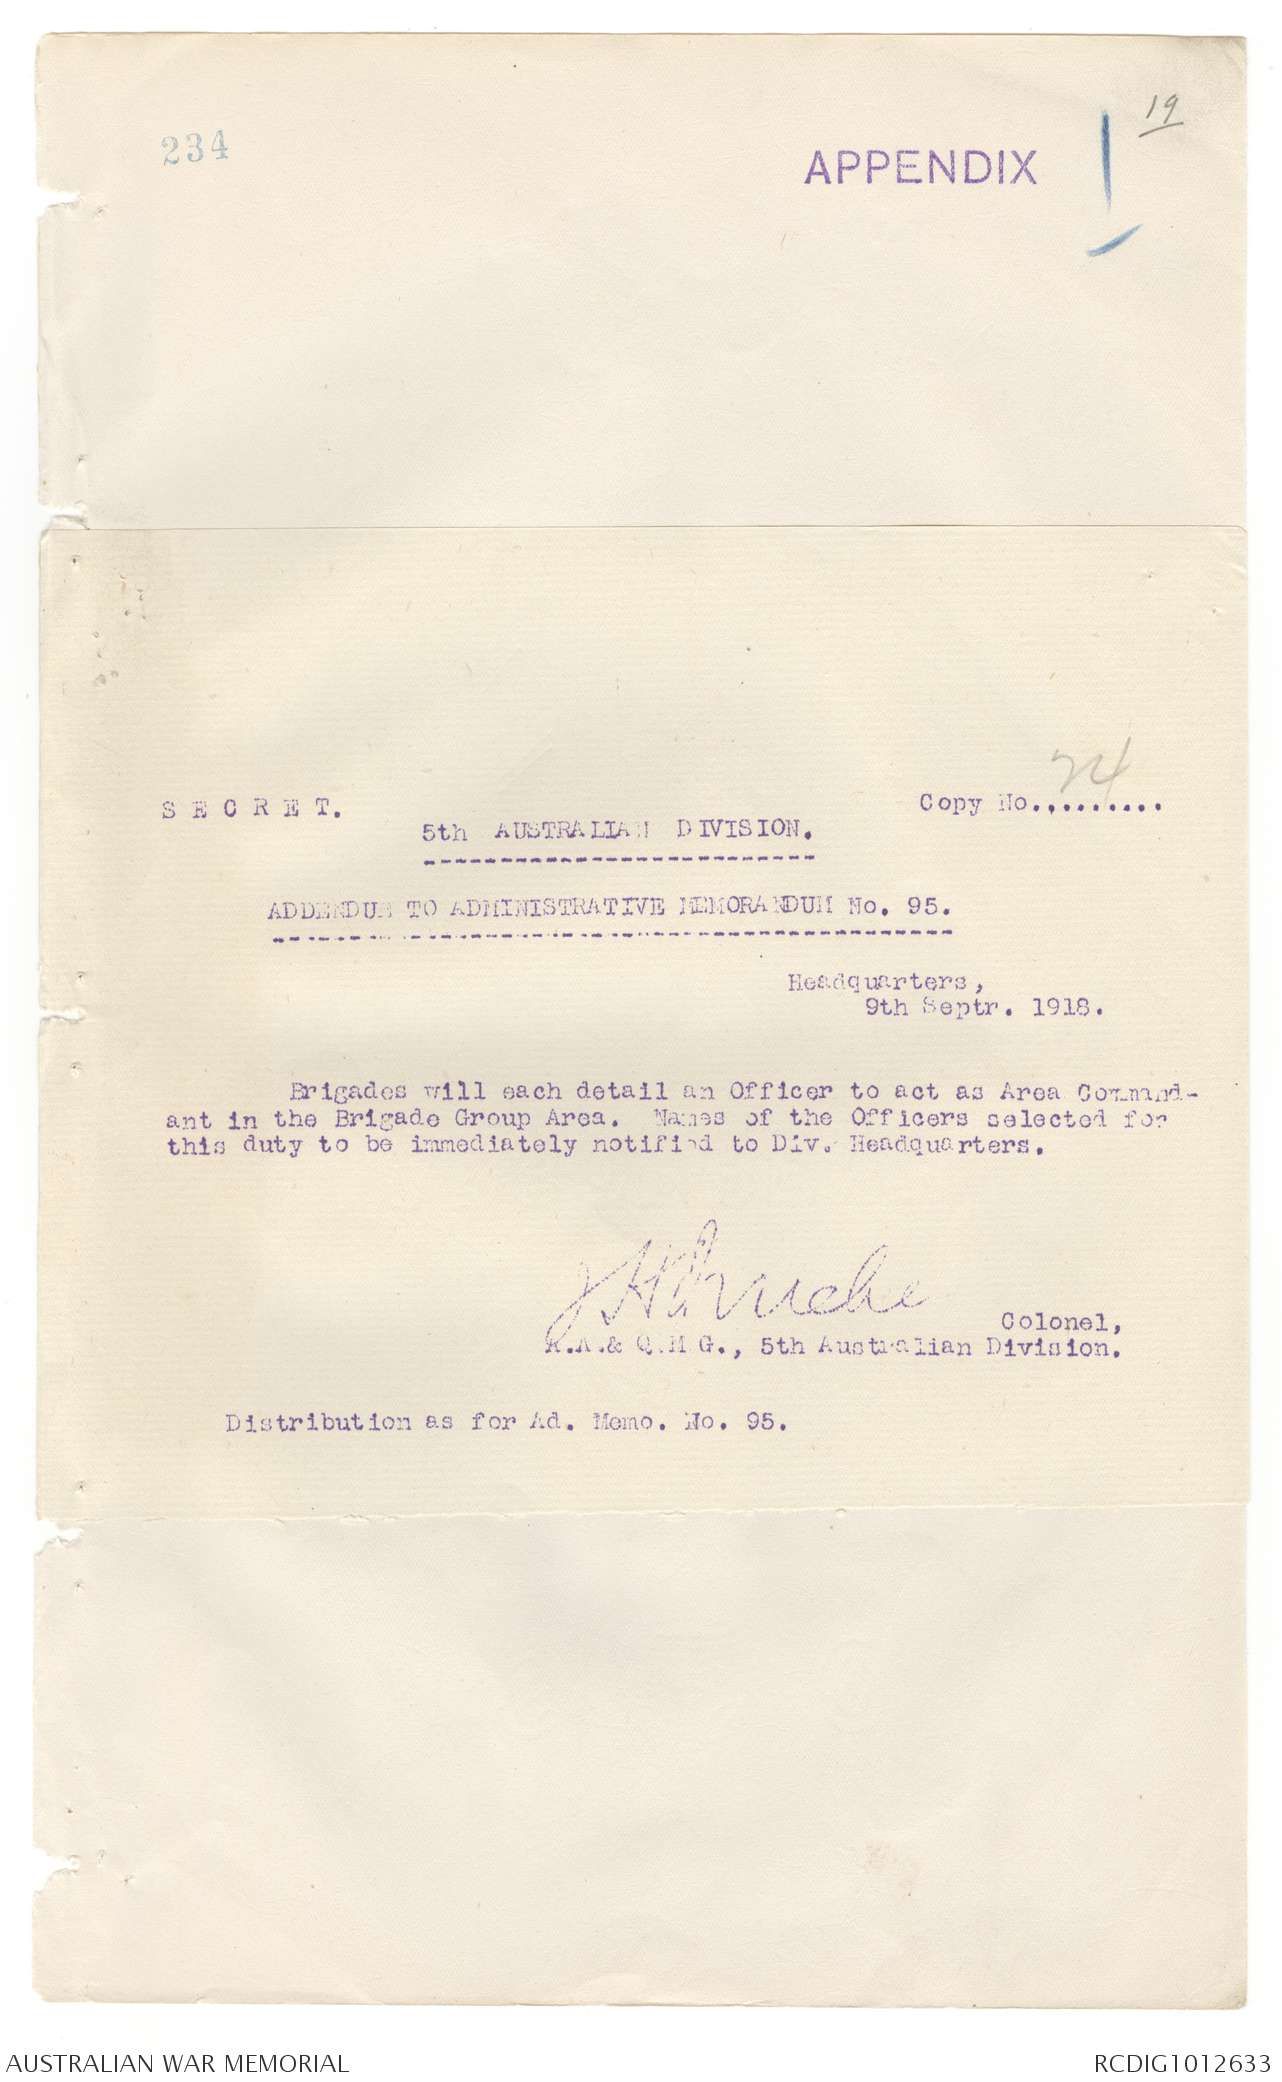 19
234
APPENDIX 1
Copy No..74.......
S E C R E T.
5th AUSTRALIAN DIVISION.
ADDENDUM TO ADMINISTRATIVE MEMORANDUM No. 95.
Headquarters,
9th Septr. 1918.
Brigades will each detail an Officer to act as Area Command-
ant in the Brigade Group Area. Names of the Officers selected for
this duty to be immediately notified to Div. Headquarters.
J H Bruche
Colonel,
A.A.& Q.M.G., 5th Australian Division.
Distribution as for Ad. Memo. No. 95.
AUSTRALIAN WAR MEMORIAL
RCDIG1012633